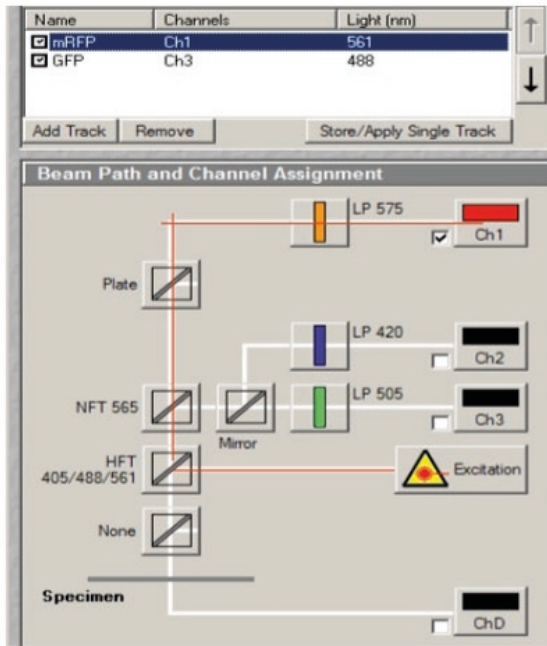 Name Channels Light (nm)
mRFP Ch1 561
GFP Ch3 488
Add Track Remove Store/Apply Single Track
Beam Path and Channel Assignment
LP 575
Ch1
Plate
LP 420
Ch2
NFT 565
LP 505
Mirror
Ch3
HFT
405/488/561
Excitation
None
Specimen
ChD